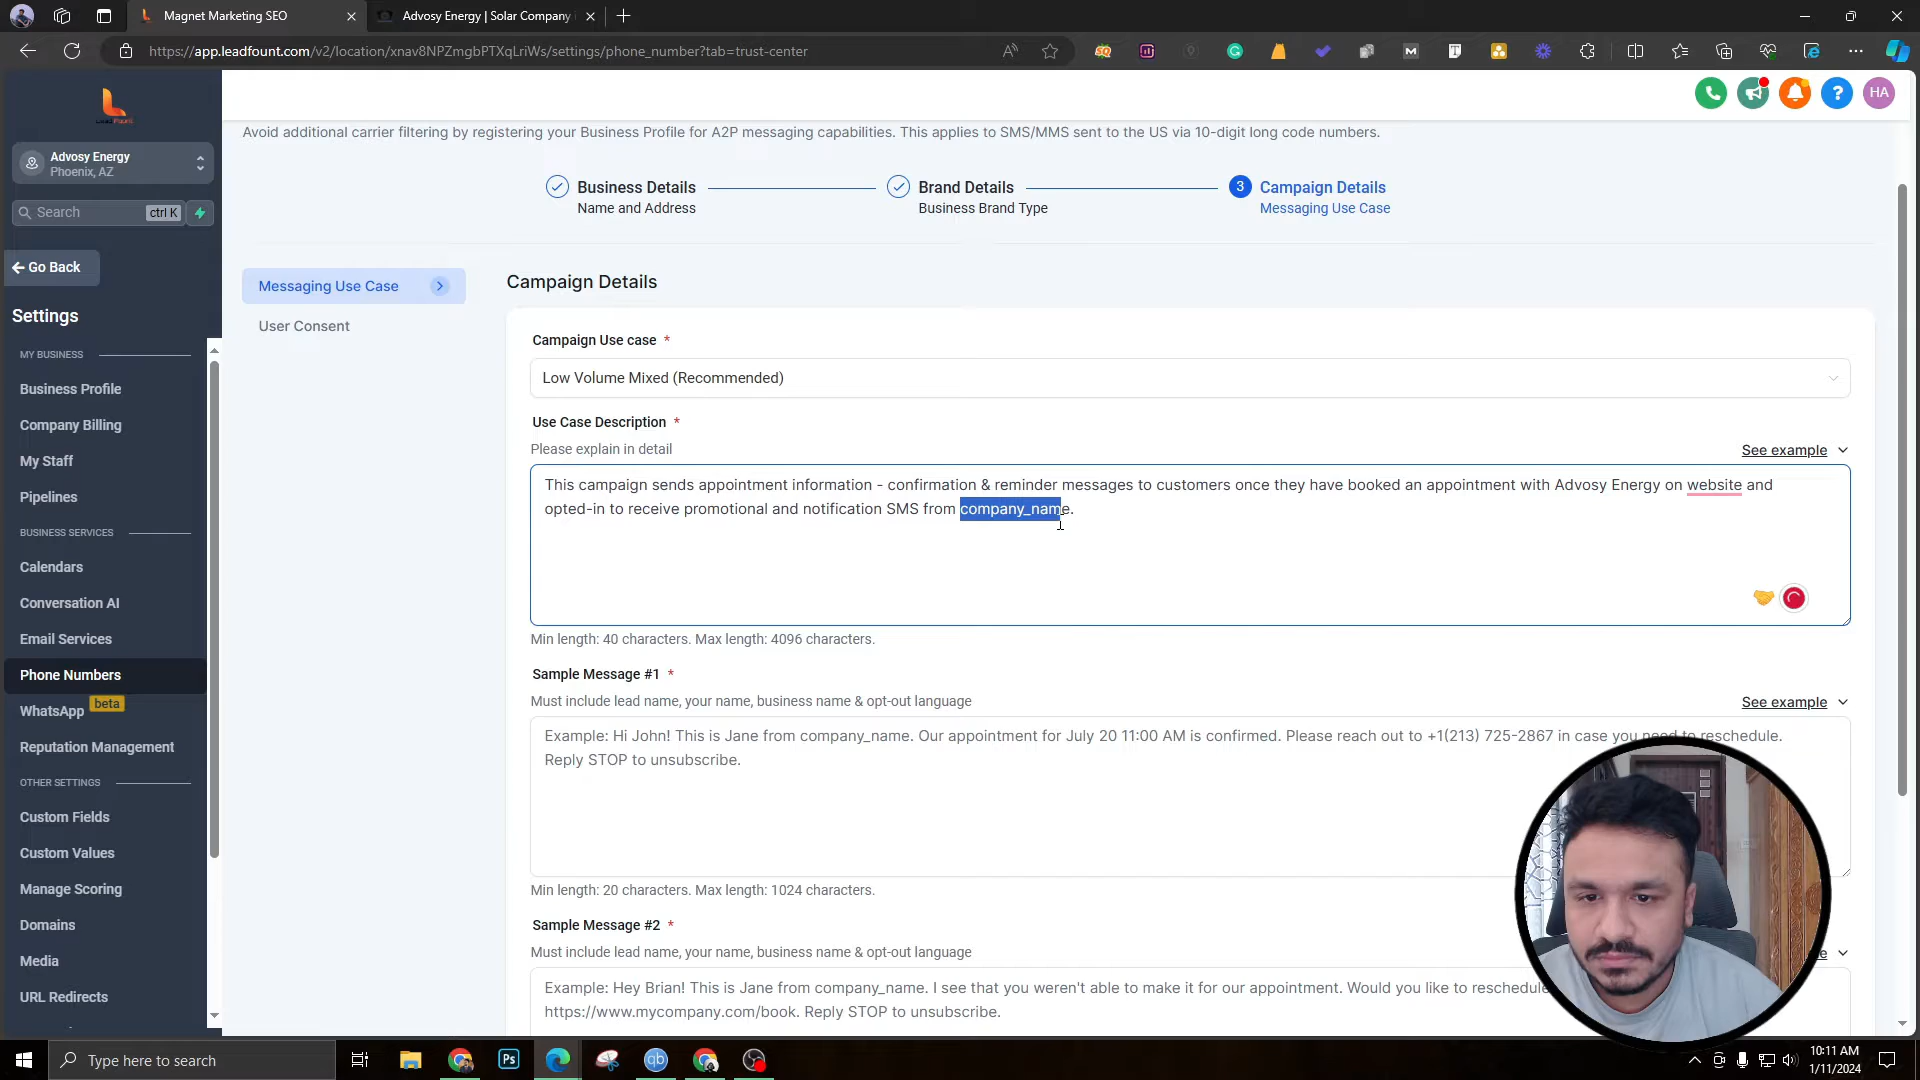 Magnet Marketing SEO
Advosy Energy | Solar Company
https://app.leadfount.com/v2/location/xnav8NPZmgbPTXqLriWs/settings/phone_number?tab=trust-center
HA
Avoid additional carrier filtering by registering your Business Profile for A2P messaging capabilities. This applies to SMS/MMS sent to the US via 10-digit long code numbers.
Advosy Energy
Phoenix, AZ
Search
ctrl K
Go Back
Settings
MY BUSINESS
Business Profile
Company Billing
My Staff
Pipelines
BUSINESS SERVICES
Calendars
Conversation AI
Email Services
Phone Numbers
WhatsApp
beta
Reputation Management
OTHER SETTINGS
Custom Fields
Custom Values
Manage Scoring
Domains
Media
URL Redirects
Business Details
Name and Address
Brand Details
Business Brand Type
3
Campaign Details
Messaging Use Case
Messaging Use Case
User Consent
Campaign Details
Campaign Use case *
Low Volume Mixed (Recommended)
Use Case Description *
Please explain in detail
See example
This campaign sends appointment information - confirmation & reminder messages to customers once they have booked an appointment with Advosy Energy on website and
opted-in to receive promotional and notification SMS from company_name.
Min length: 40 characters. Max length: 4096 characters.
Sample Message #1 *
Must include lead name, your name, business name & opt-out language
See example
Example: Hi John! This is Jane from company_name. Our appointment for July 20 11:00 AM is confirmed. Please reach out to +1(213) 725-2867 in case you need to reschedule.
Reply STOP to unsubscribe.
Min length: 20 characters. Max length: 1024 characters.
Sample Message #2 *
Must include lead name, your name, business name & opt-out language
Example: Hey Brian! This is Jane from company_name. I see that you weren't able to make it for our appointment. Would you like to reschedule
https://www.mycompany.com/book. Reply STOP to unsubscribe.
Type here to search
Ps
qb
10:11 AM
1/11/2024